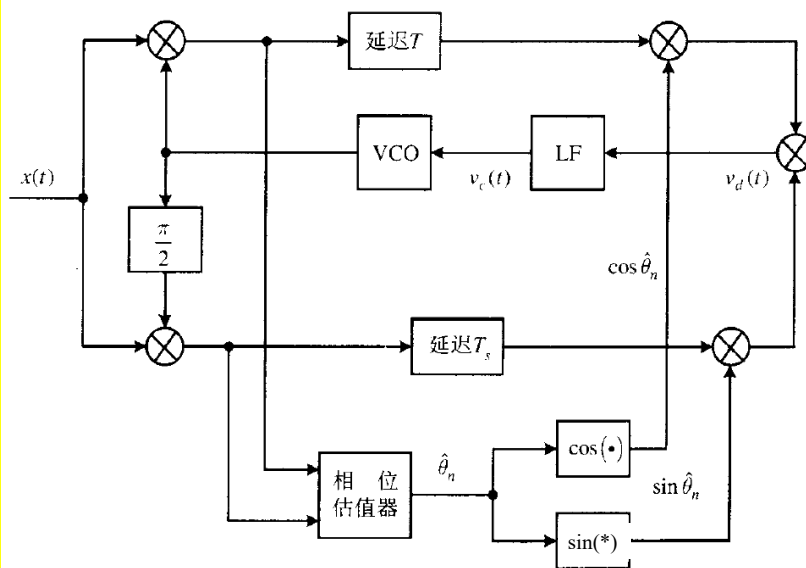 延迟T
VCO
LF
x(t)
v_c(t)
v_d(t)
π/2
cos θ̂_n
延迟T_s
相 位
估值器
θ̂_n
cos(•)
sin θ̂_n
sin(*)